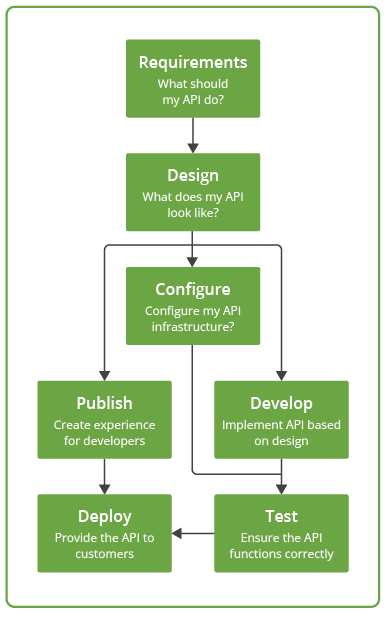 Requirements
What should
my API do?
Design
What does my API
look like?
Configure
Configure my API
infrastructure?
Publish
Create experience
for developers
Develop
Implement API based
on design
Deploy
Provide the API to
customers
Test
Ensure the API
functions correctly